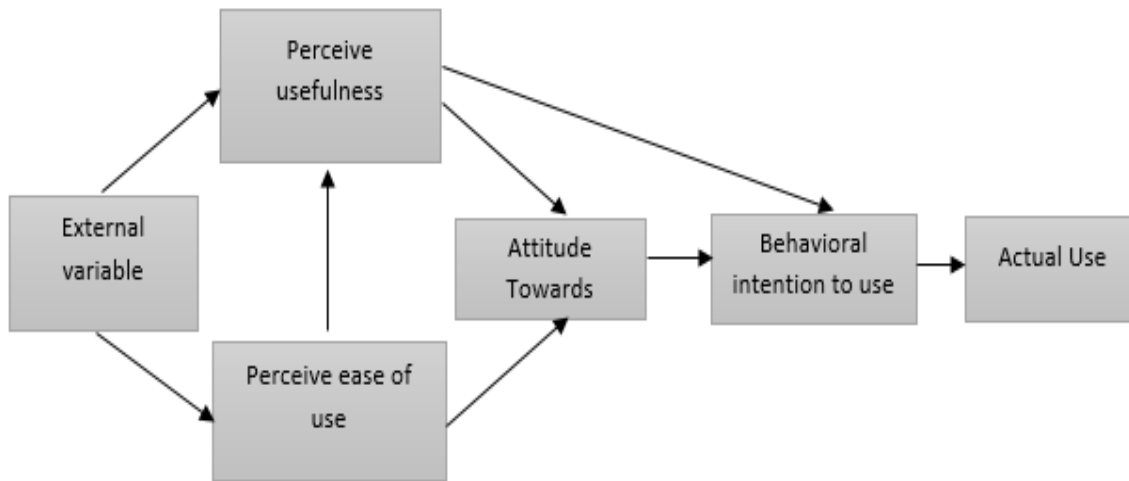 Perceive
usefulness
External
variable
Attitude
Towards
Behavioral
intention to use
Actual Use
Perceive ease of
use